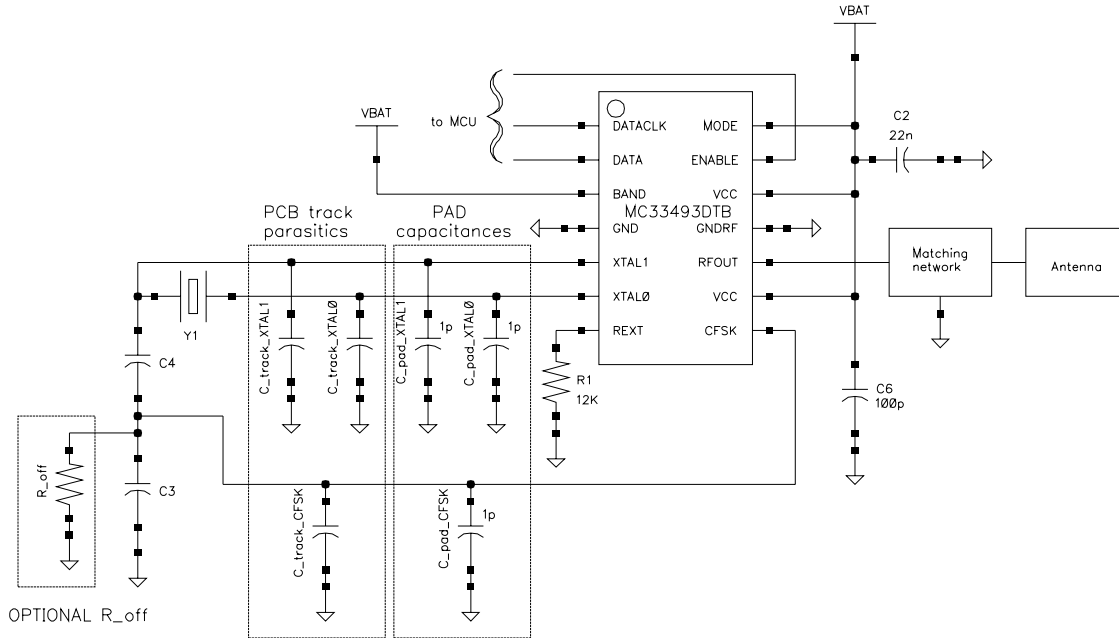 VBAT
C2
22n
VBAT
to MCU
DATACLK
MODE
DATA
ENABLE
BAND
VCC
MC33493DTB
GND
GNDRF
XTAL1
RFOUT
XTAL0
VCC
REXT
CFSK
PCB track
parasitics
PAD
capacitances
Matching
network
Antenna
Y1
C4
C_track_XTAL1
C_track_XTAL0
C_pad_XTAL1
1p
C_pad_XTAL0
1p
R1
12K
C6
100p
R_off
C3
C_track_CFSK
C_pad_CFSK
1p
OPTIONAL R_off